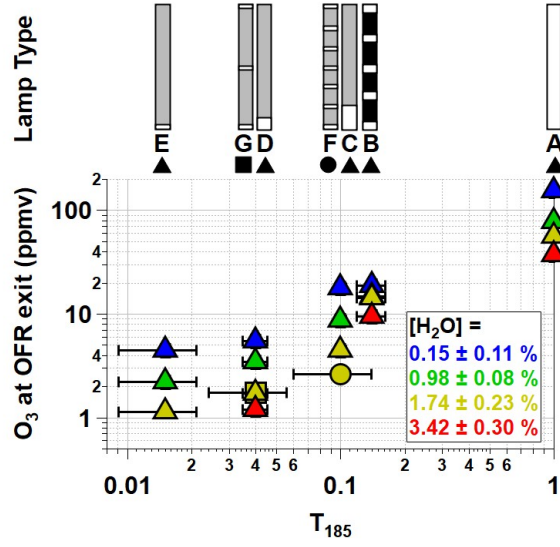 Lamp Type
E G D F C B A
O₃ at OFR exit (ppmv)
2
100
4
2
10
4
2
1
[H₂O] =
0.15 ± 0.11 %
0.98 ± 0.08 %
1.74 ± 0.23 %
3.42 ± 0.30 %
2 3 4 5 6 2 3 4 5 6
0.01 0.1 1
T₁₈₅